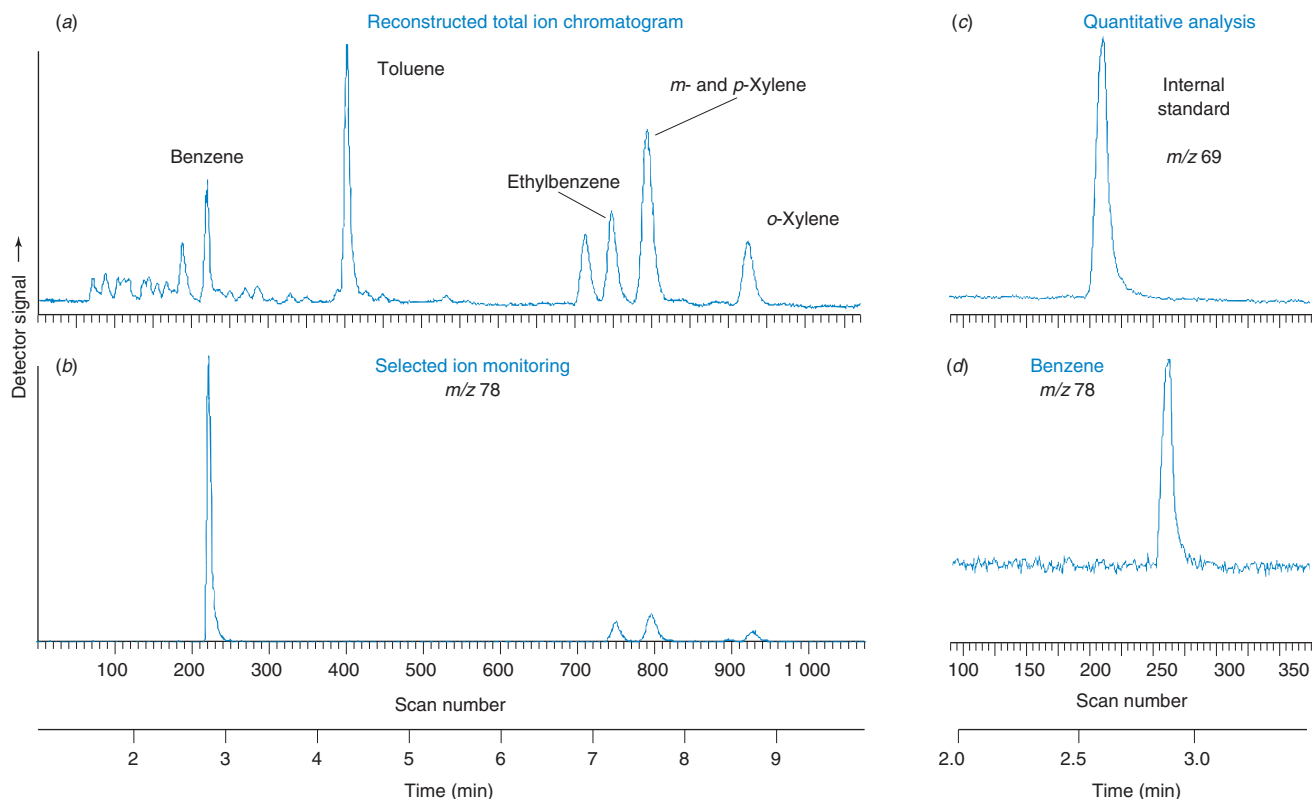 (a)
Reconstructed total ion chromatogram
Toluene
m- and p-Xylene
Benzene
Ethylbenzene
o-Xylene
Detector signal →
(b)
Selected ion monitoring
m/z 78
100 200 300 400 500 600 700 800 900 1 000
Scan number
2 3 4 5 6 7 8 9
Time (min)
(c)
Quantitative analysis
Internal
standard
m/z 69
(d)
Benzene
m/z 78
100 150 200 250 300 350
Scan number
2.0 2.5 3.0
Time (min)